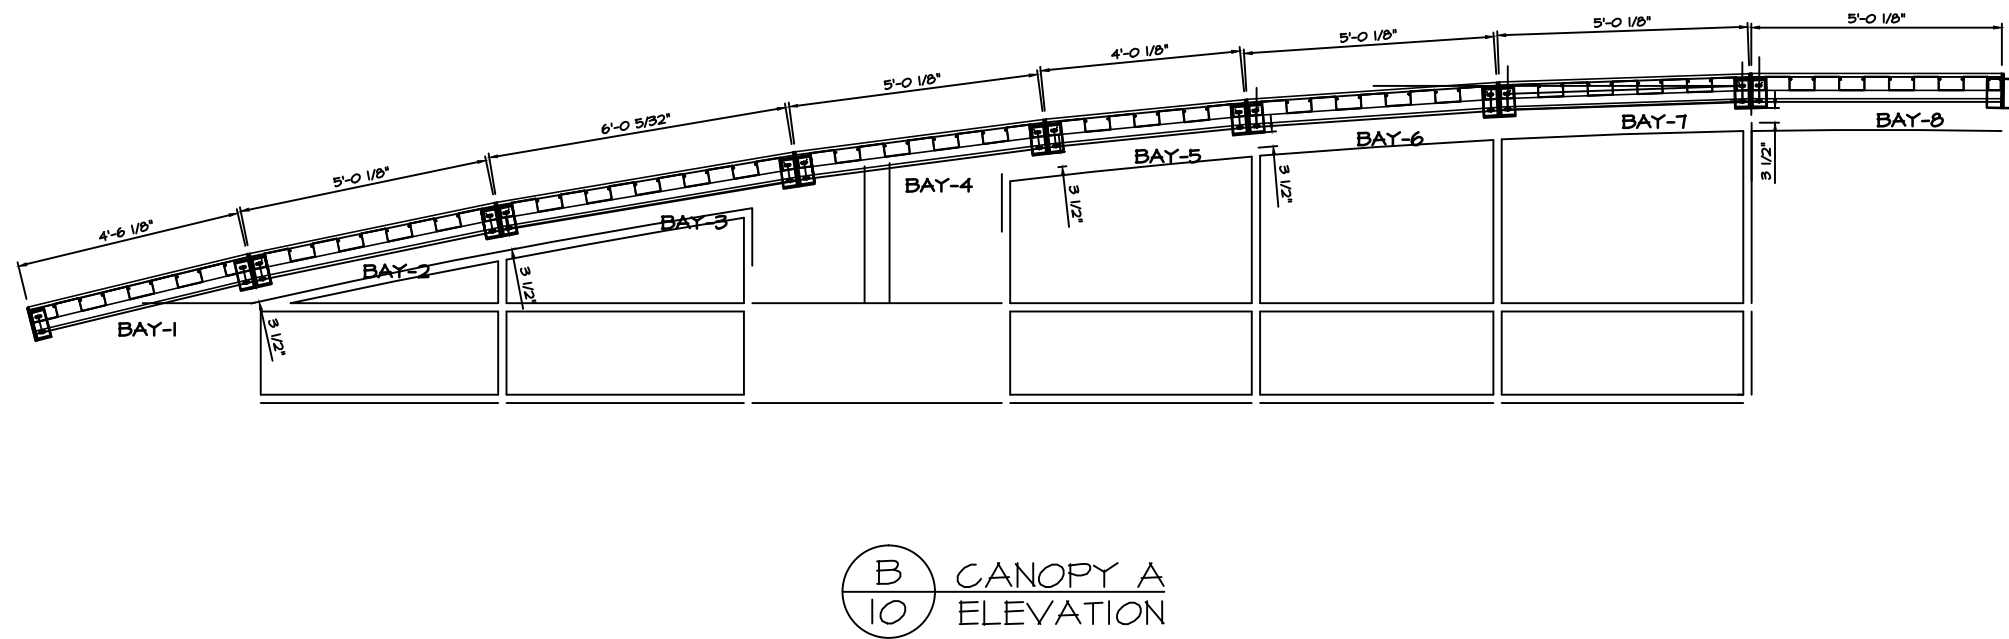 4'-6 1/8"
5'-0 1/8"
6'-0 5/32"
5'-0 1/8"
4'-0 1/8"
5'-0 1/8"
5'-0 1/8"
5'-0 1/8"
BAY-1
BAY-2
BAY-3
BAY-4
BAY-5
BAY-6
BAY-7
BAY-8
3 1/2"
3 1/2"
3 1/2"
3 1/2"
3 1/2"
B
10
CANOPY A
ELEVATION